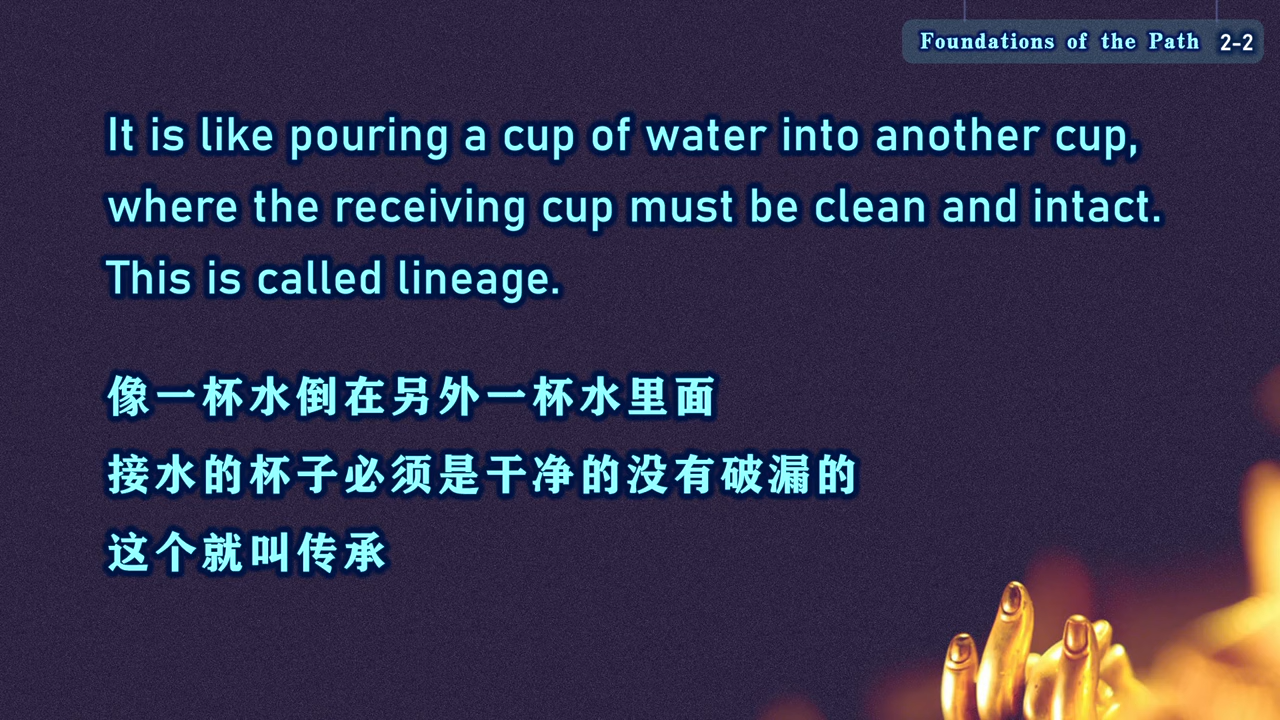 Foundations of the Path 2-2
It is like pouring a cup of water into another cup,
where the receiving cup must be clean and intact.
This is called lineage.
像一杯水倒在另外一杯水里面
接水的杯子必须是干净的没有破漏的
这个就叫传承